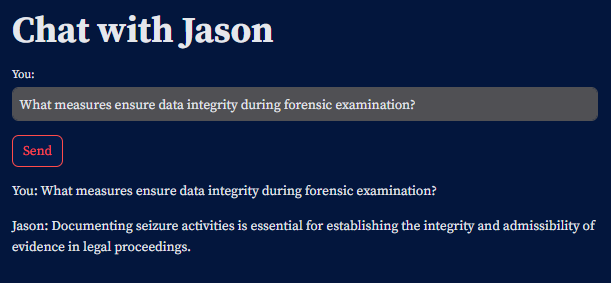 Chat with Jason
You:
What measures ensure data integrity during forensic examination?
Send
You: What measures ensure data integrity during forensic examination?
Jason: Documenting seizure activities is essential for establishing the integrity and admissibility of
evidence in legal proceedings.